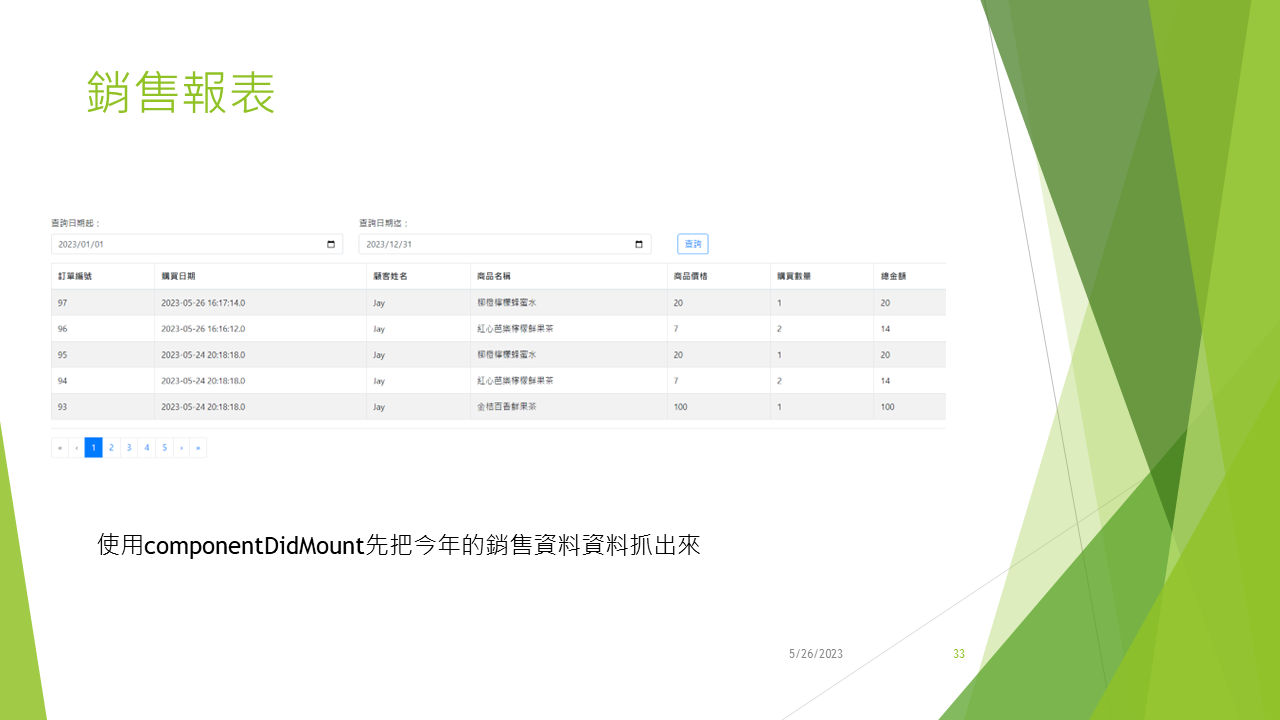 銷售報表
查詢日期起：
查詢日期迄：
2023/01/01
2023/12/31
查詢
訂單編號 購買日期 顧客姓名 商品名稱 商品價格 購買數量 總金額
97 2023-05-26 16:17:14.0 Jay 柳橙檸檬蜂蜜水 20 1 20
96 2023-05-26 16:16:12.0 Jay 紅心芭樂檸檬鮮果茶 7 2 14
95 2023-05-24 20:18:18.0 Jay 柳橙檸檬蜂蜜水 20 1 20
94 2023-05-24 20:18:18.0 Jay 紅心芭樂檸檬鮮果茶 7 2 14
93 2023-05-24 20:18:18.0 Jay 金桔百香鮮果茶 100 1 100
« ‹ 1 2 3 4 5 › »
使用componentDidMount先把今年的銷售資料資料抓出來
5/26/2023
33